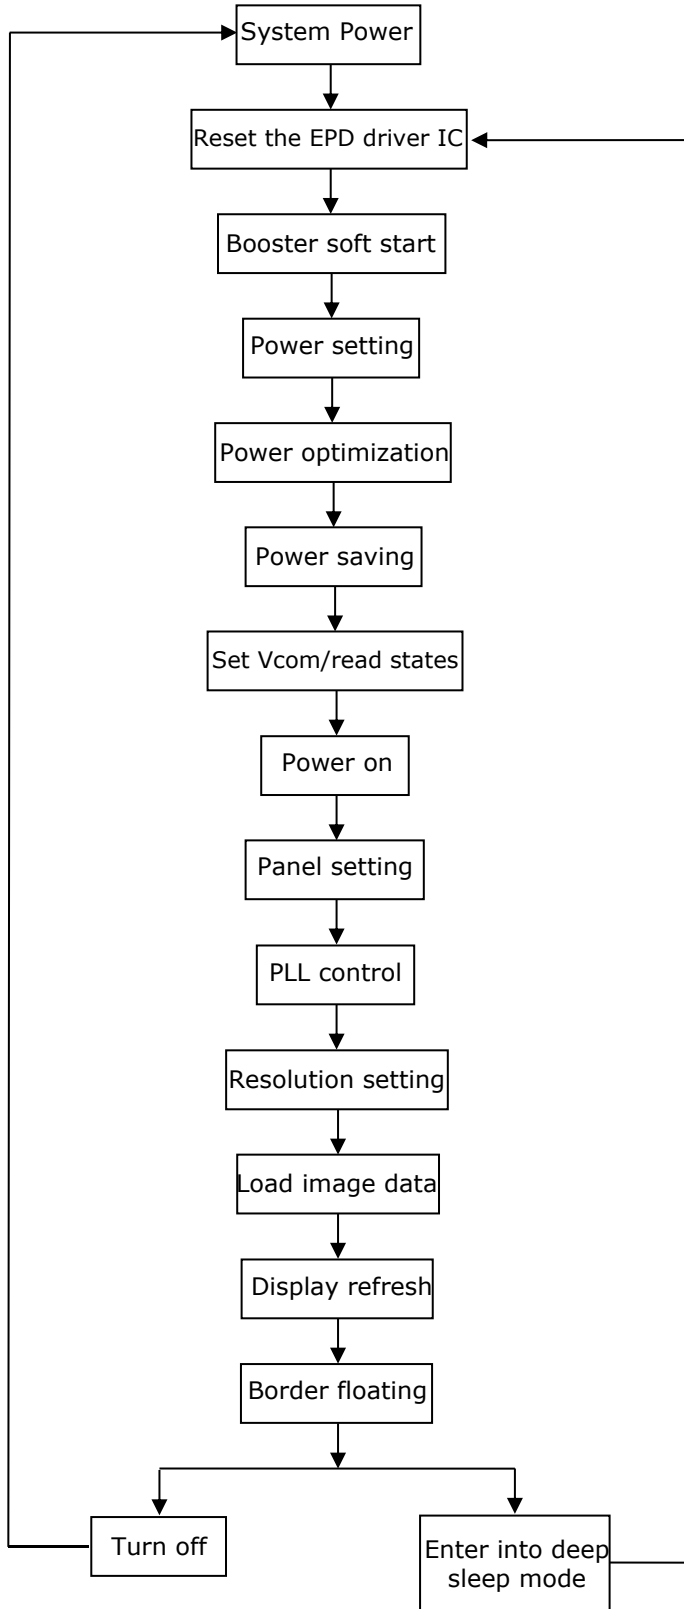 System Power
Reset the EPD driver IC
Booster soft start
Power setting
Power optimization
Power saving
Set Vcom/read states
Power on
Panel setting
PLL control
Resolution setting
Load image data
Display refresh
Border floating
Turn off
Enter into deep
sleep mode